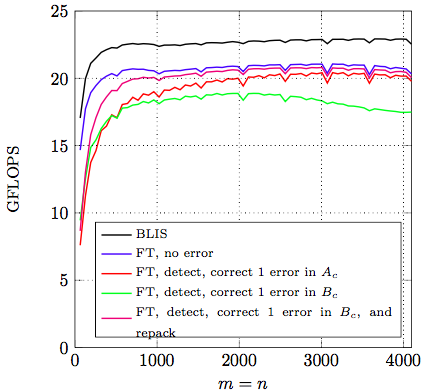 25
20
15
10
5
0
GFLOPS
BLIS
FT, no error
FT, detect, correct 1 error in A_c
FT, detect, correct 1 error in B_c
FT, detect, correct 1 error in B_c, and
repack
0 1000 2000 3000 4000
m = n